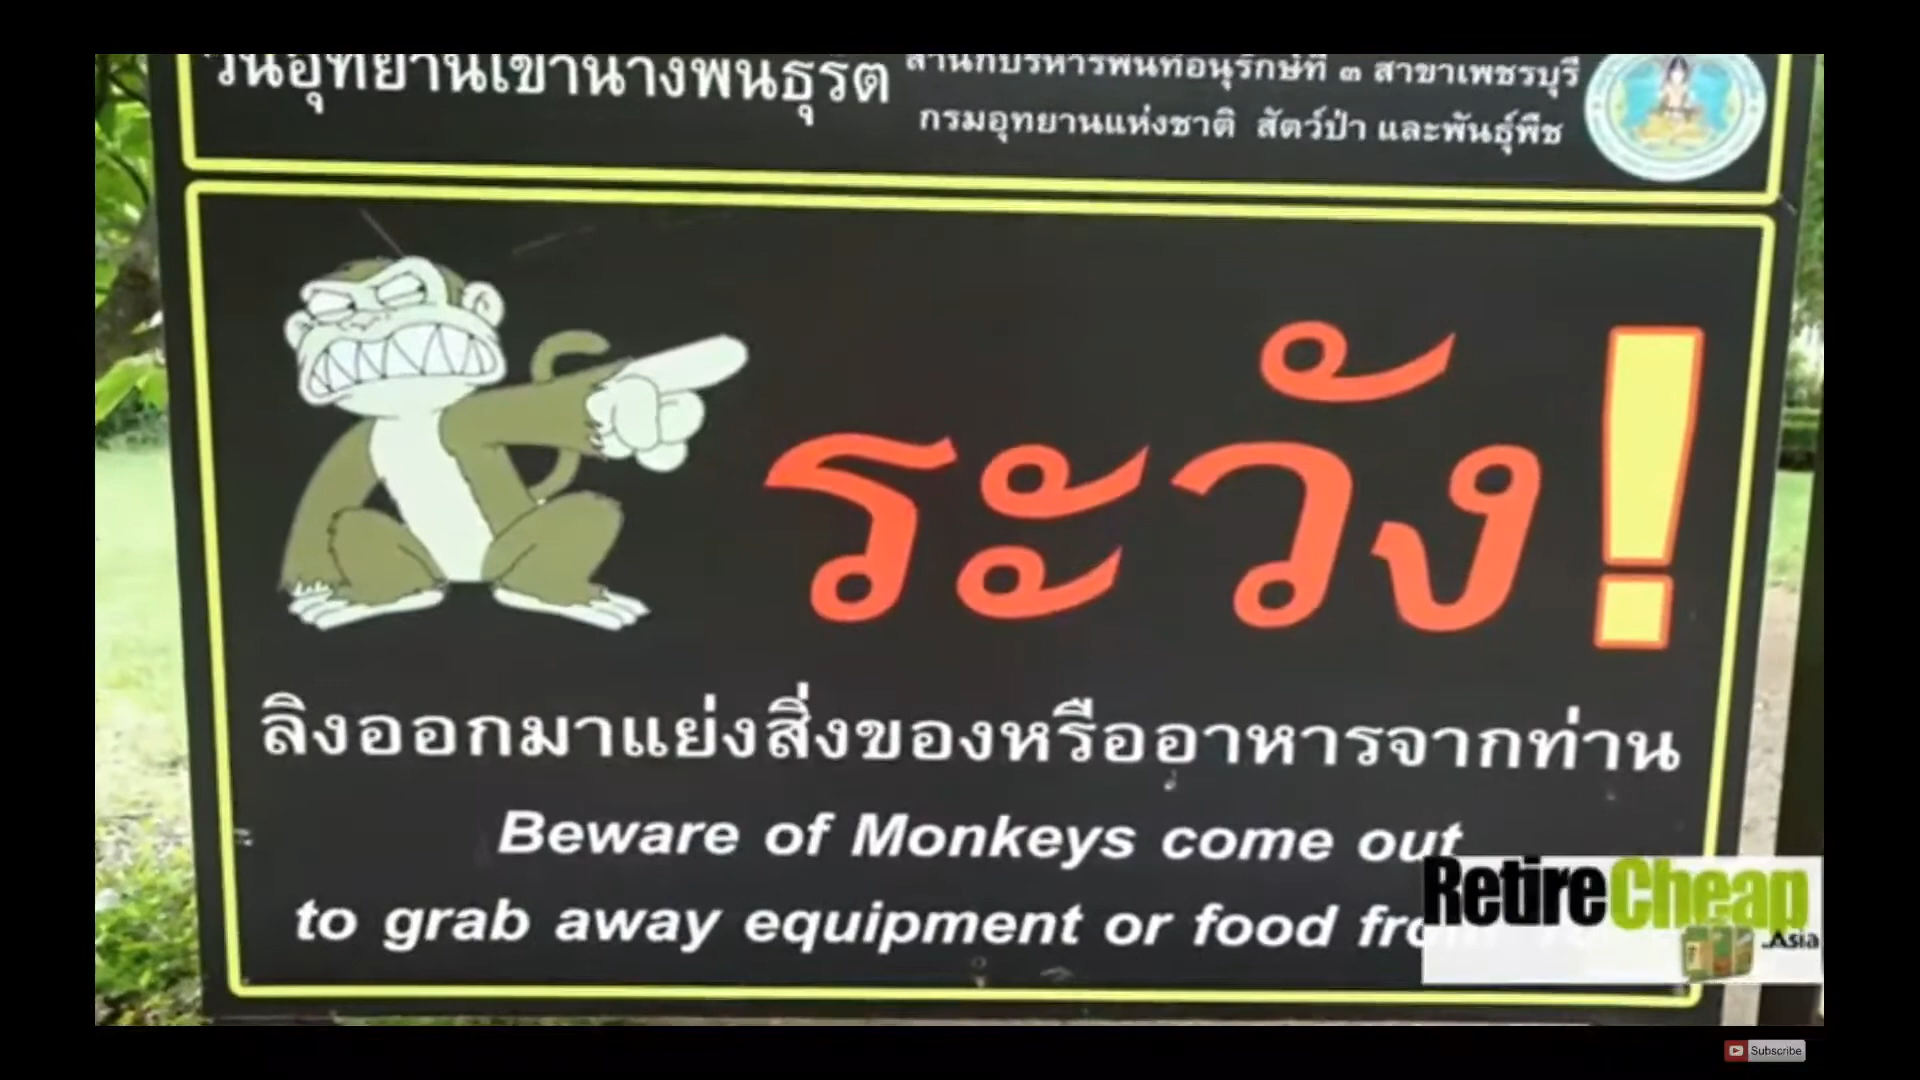 วนอุทยานเขานางพันธุรัต
สำนักบริหารพื้นที่อนุรักษ์ที่ ๓ สาขาเพชรบุรี
กรมอุทยานแห่งชาติ สัตว์ป่า และพันธุ์พืช
ระวัง!
ลิงออกมาแย่งสิ่งของหรืออาหารจากท่าน
Beware of Monkeys come out
to grab away equipment or food from
RetireCheap
.Asia
Subscribe